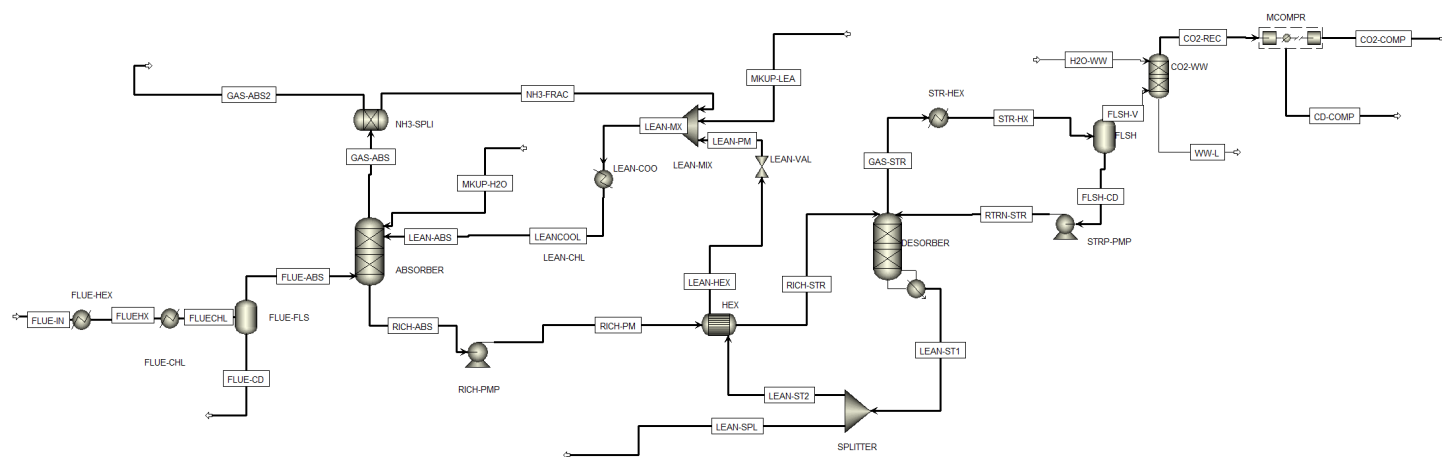 MCOMPR
CO2-REC
CO2-COMP
H2O-WW
CO2-WW
MKUP-LEA
GAS-ABS2
NH3-FRAC
STR-HEX
FLSH-V
NH3-SPLI
LEAN-MX
LEAN-PM
STR-HX
FLSH
CD-COMP
GAS-ABS
LEAN-COO
LEAN-MIX
LEAN-VAL
GAS-STR
WW-L
MKUP-H2O
FLSH-CD
RTRN-STR
LEAN-ABS
LEANCOOL
STRP-PMP
DESORBER
LEAN-CHL
ABSORBER
FLUE-ABS
LEAN-HEX
RICH-STR
FLUE-HEX
HEX
FLUE-IN
FLUEHX
FLUECHL
FLUE-FLS
RICH-ABS
RICH-PM
LEAN-ST1
FLUE-CHL
FLUE-CD
RICH-PMP
LEAN-ST2
LEAN-SPL
SPLITTER